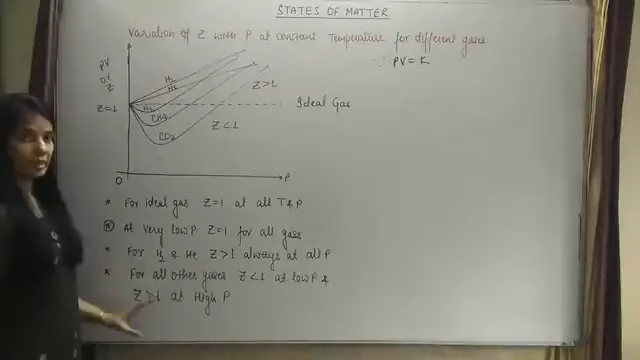 STATES OF MATTER
Variation of Z with P at constant Temperature for different gases
∵ PV = K
PV
or
Z
H₂
He
Z>1
Z=1
Ideal Gas
N₂
CH4
CO₂
Z<1
O
P
* For ideal gas Z=1 at all T & P
* At very low P Z=1 for all gases
* For H₂ & He Z>1 always at all P
* For all other gases Z<1 at low P &
Z>1 at High P